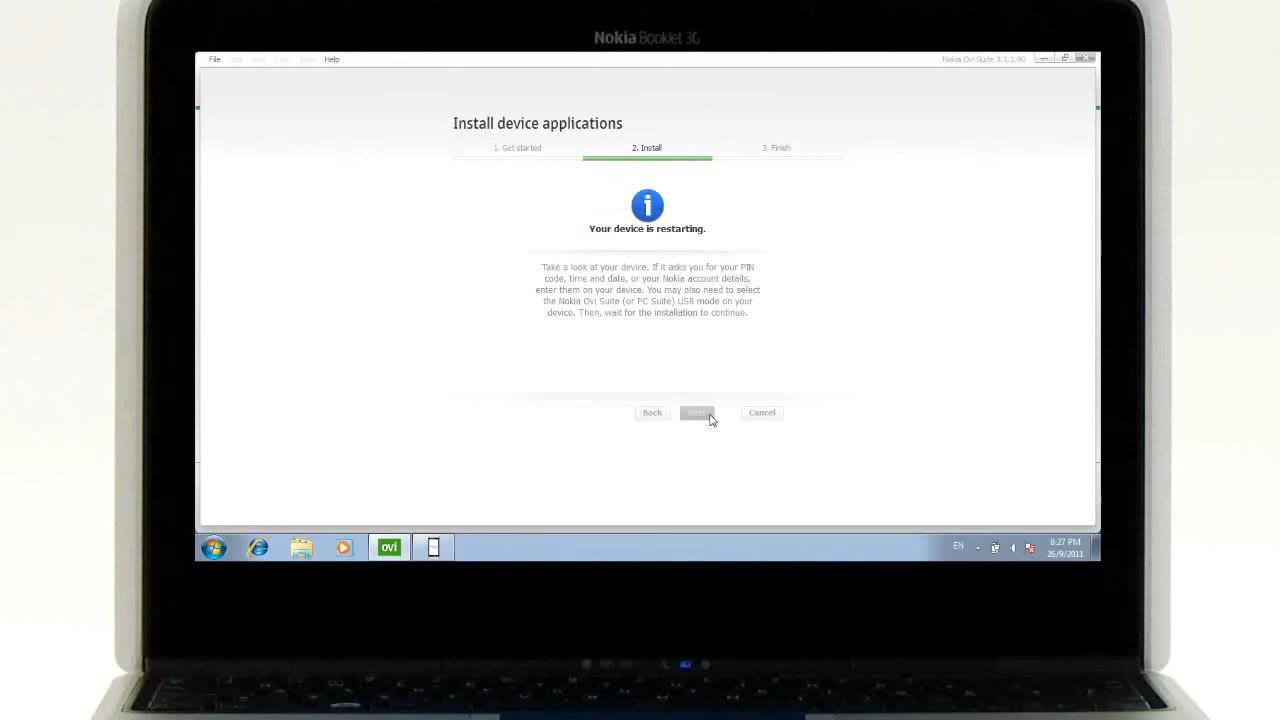 Nokia Booklet 3G
File
Help
Nokia Ovi Suite 3.1.1.90
Install device applications
1. Get started
2. Install
3. Finish
i
Your device is restarting.
Take a look at your device. If it asks you for your PIN
code, time and date, or your Nokia account details,
enter them on your device. You may also need to select
the Nokia Ovi Suite (or PC Suite) USB mode on your
device. Then, wait for the installation to continue.
Back
Cancel
ovi
EN
8:27 PM
26/9/2011